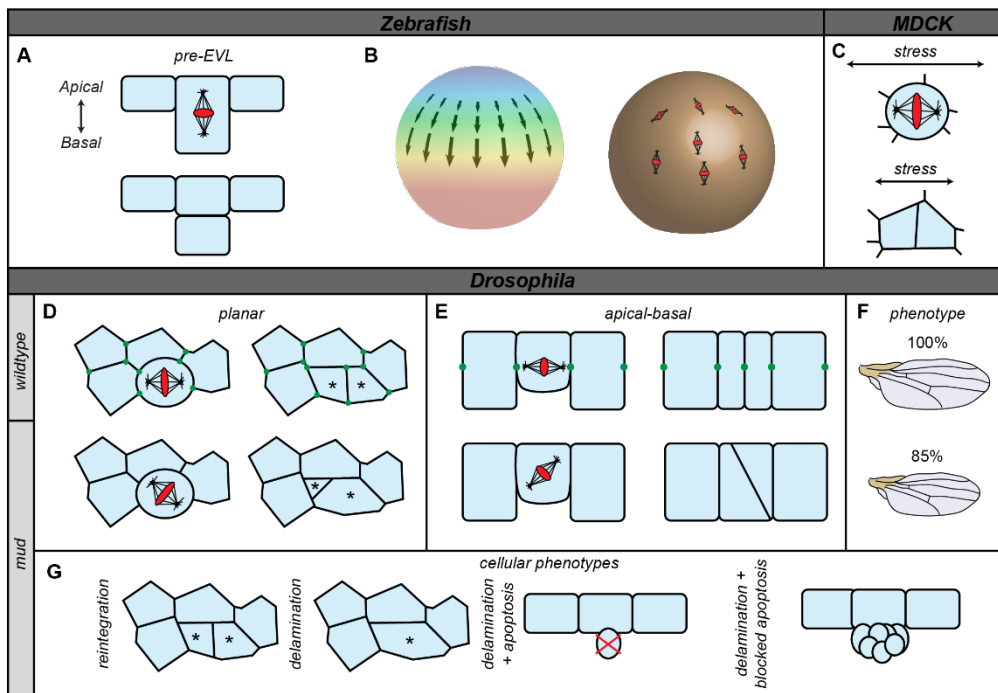 Zebrafish
MDCK
A
pre-EVL
Apical
Basal
B
C
stress
stress
Drosophila
wildtype
mud
D
planar
E
apical-basal
F
phenotype
100%
85%
* *
* *
G
cellular phenotypes
reintegration
* *
delamination
*
delamination
+ apoptosis
delamination +
blocked apoptosis